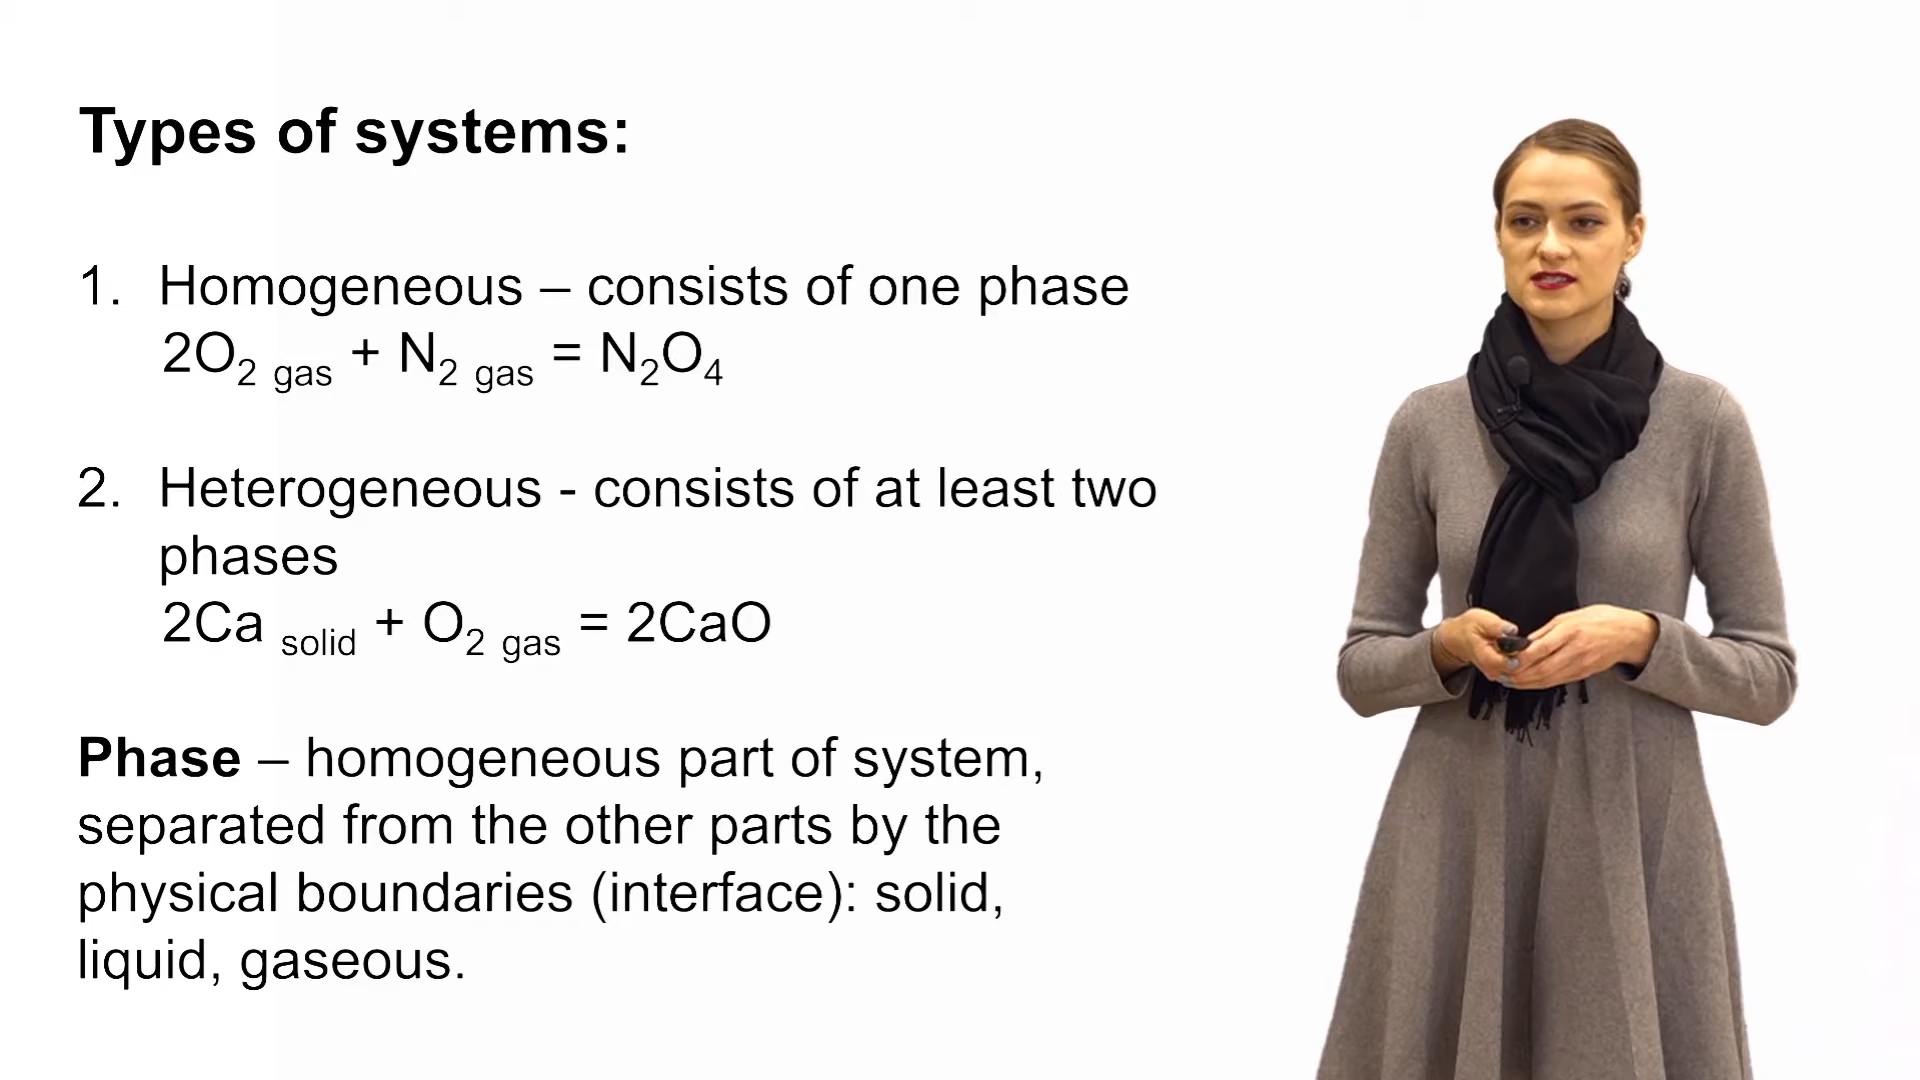 Types of systems:
1. Homogeneous – consists of one phase
2O₂ gas + N₂ gas = N₂O₄
2. Heterogeneous - consists of at least two
phases
2Ca solid + O₂ gas = 2CaO
Phase – homogeneous part of system,
separated from the other parts by the
physical boundaries (interface): solid,
liquid, gaseous.